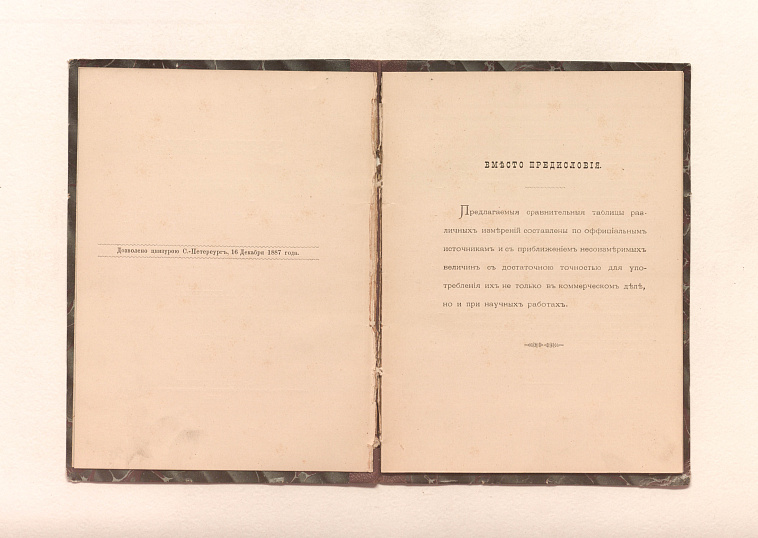 Дозволено цензурою С.-Петерсургъ, 16 Декабря 1887 года.
ВМѢСТО ПРЕДИСЛОВІЯ.
Предлагаемыя сравнительныя таблицы раз-
личныхъ измѣреній составлены по оффиціальнымъ
источникамъ и съ приближеніемъ несоизмѣримыхъ
величинъ съ достаточною точностью для упо-
требленія ихъ не только въ коммерческомъ дѣлѣ,
но и при научныхъ работахъ.